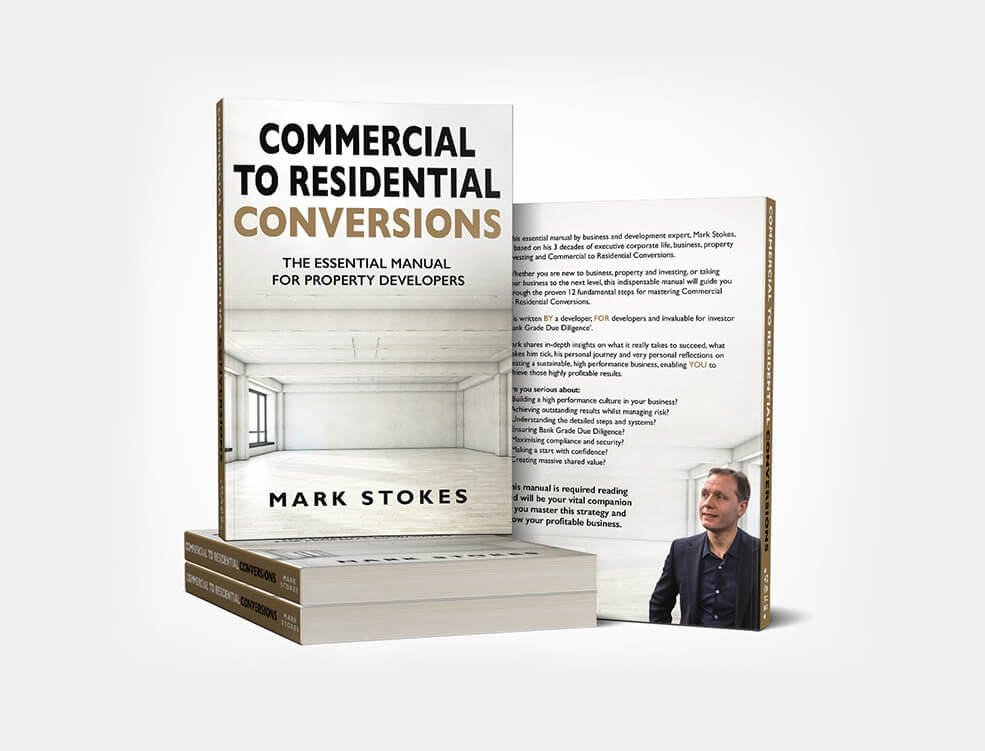 COMMERCIAL
TO RESIDENTIAL
CONVERSIONS
THE ESSENTIAL MANUAL
FOR PROPERTY DEVELOPERS
MARK STOKES
COMMERCIAL TO RESIDENTIAL CONVERSIONS
MARK STOKES
COMMERCIAL TO RESIDENTIAL CONVERSIONS
MARK
STOKES
COMMERCIAL TO RESIDENTIAL CONVERSIONS
MARK
STOKES
his essential manual by business and development expert, Mark Stokes,
based on his 3 decades of executive corporate life, business, property
vesting and Commercial to Residential Conversions.
Whether you are new to business, property and investing, or taking
ur business to the next level, this indispensable manual will guide you
rough the proven 12 fundamental steps for mastering Commercial
Residential Conversions.
is written BY a developer, FOR developers and invaluable for investor
ank Grade Due Diligence'.
ark shares in-depth insights on what it really takes to succeed, what
akes him tick, his personal journey and very personal reflections on
eating a sustainable, high performance business, enabling YOU to
hieve those highly profitable results.
re you serious about:
Building a high performance culture in your business?
Achieving outstanding results whilst managing risk?
Understanding the detailed steps and systems?
Ensuring Bank Grade Due Diligence?
Maximising compliance and security?
Making a start with confidence?
Creating massive shared value?
his manual is required reading
d will be your vital companion
you master this strategy and
ow your profitable business.
COMMERCIAL TO RESIDENTIAL CONVERSIONS